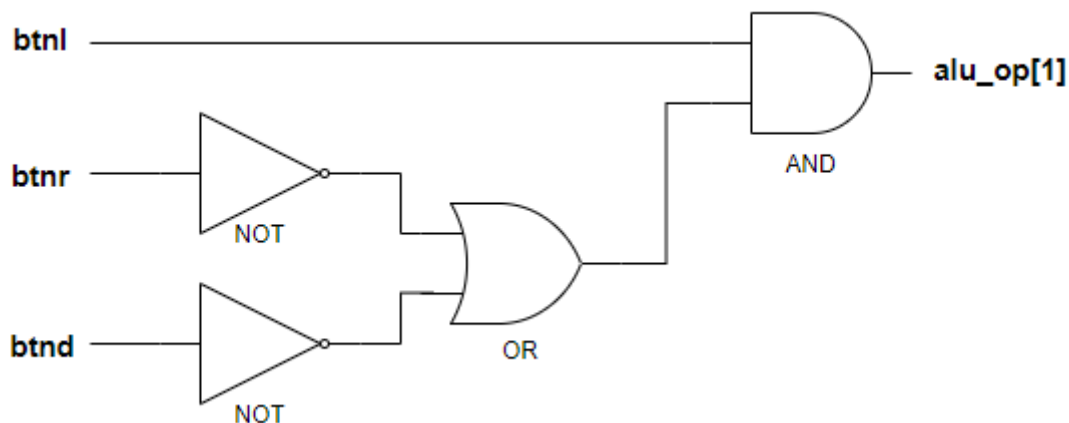 btnl
alu_op[1]
AND
btnr
NOT
OR
btnd
NOT